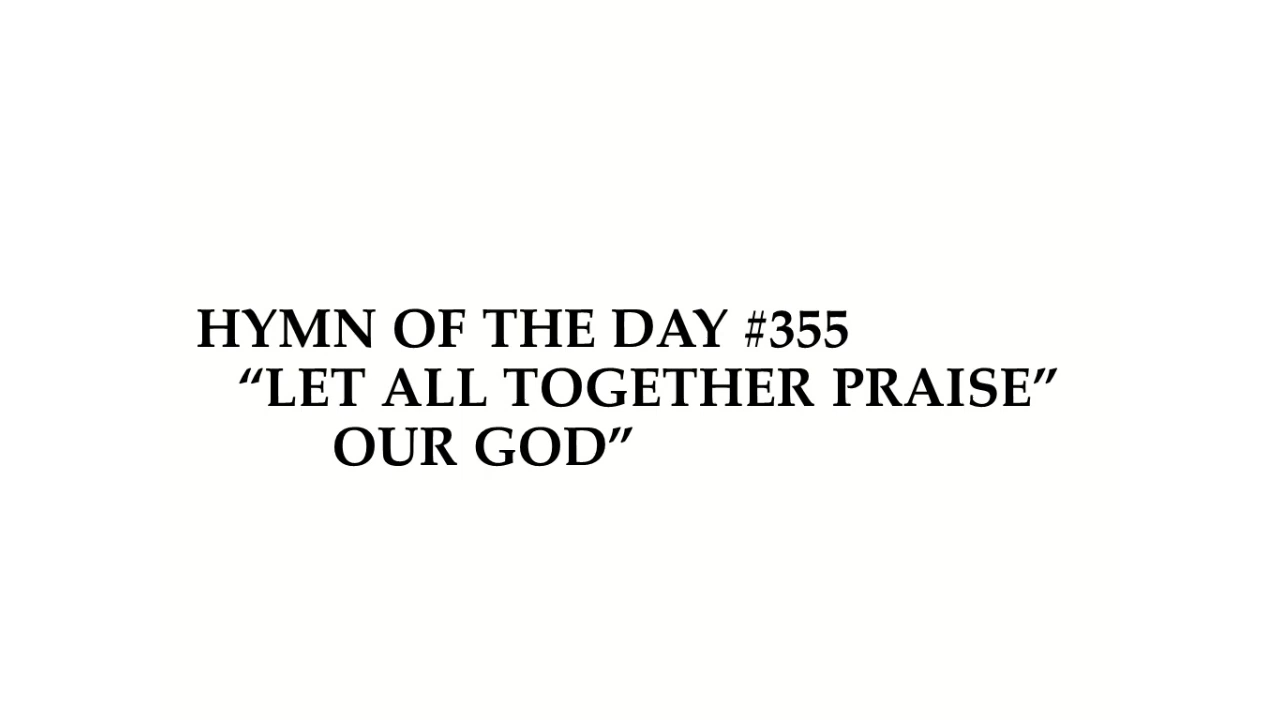 HYMN OF THE DAY #355
“LET ALL TOGETHER PRAISE”
OUR GOD”